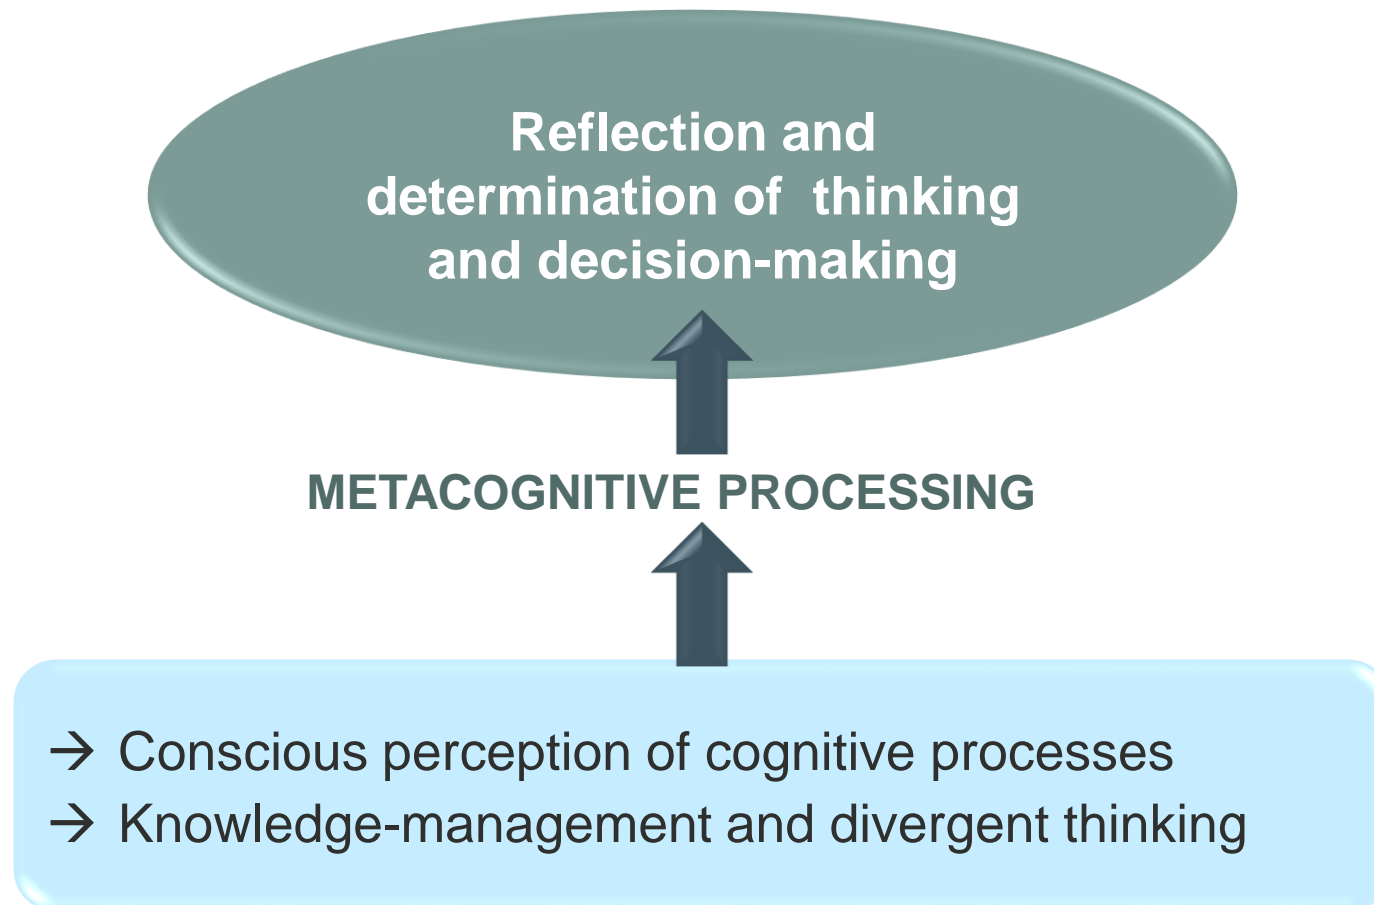 Reflection and
determination of  thinking
and decision-making
METACOGNITIVE PROCESSING
→ Conscious perception of cognitive processes
→ Knowledge-management and divergent thinking